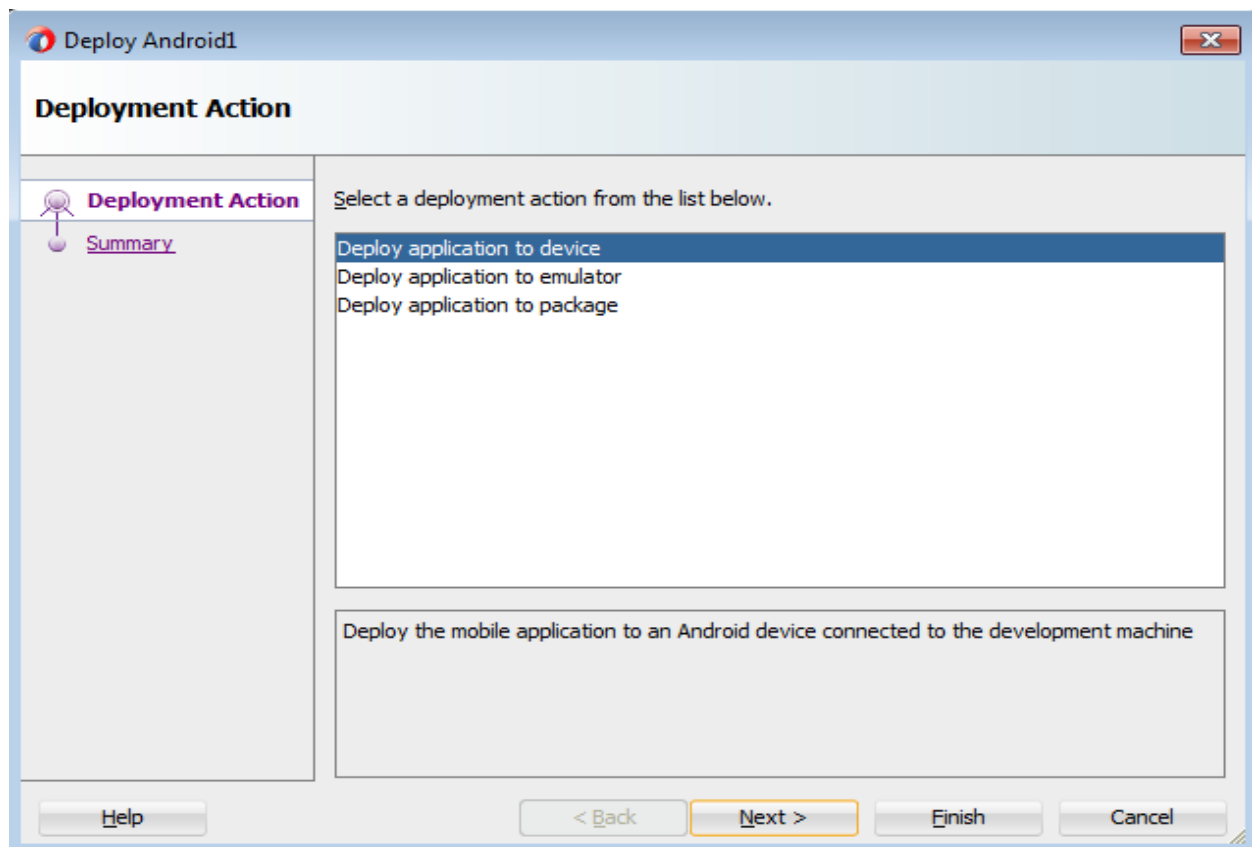 Deploy Android1
Deployment Action
Deployment Action
Summary
Select a deployment action from the list below.
Deploy application to device
Deploy application to emulator
Deploy application to package
Deploy the mobile application to an Android device connected to the development machine
Help
< Back
Next >
Finish
Cancel